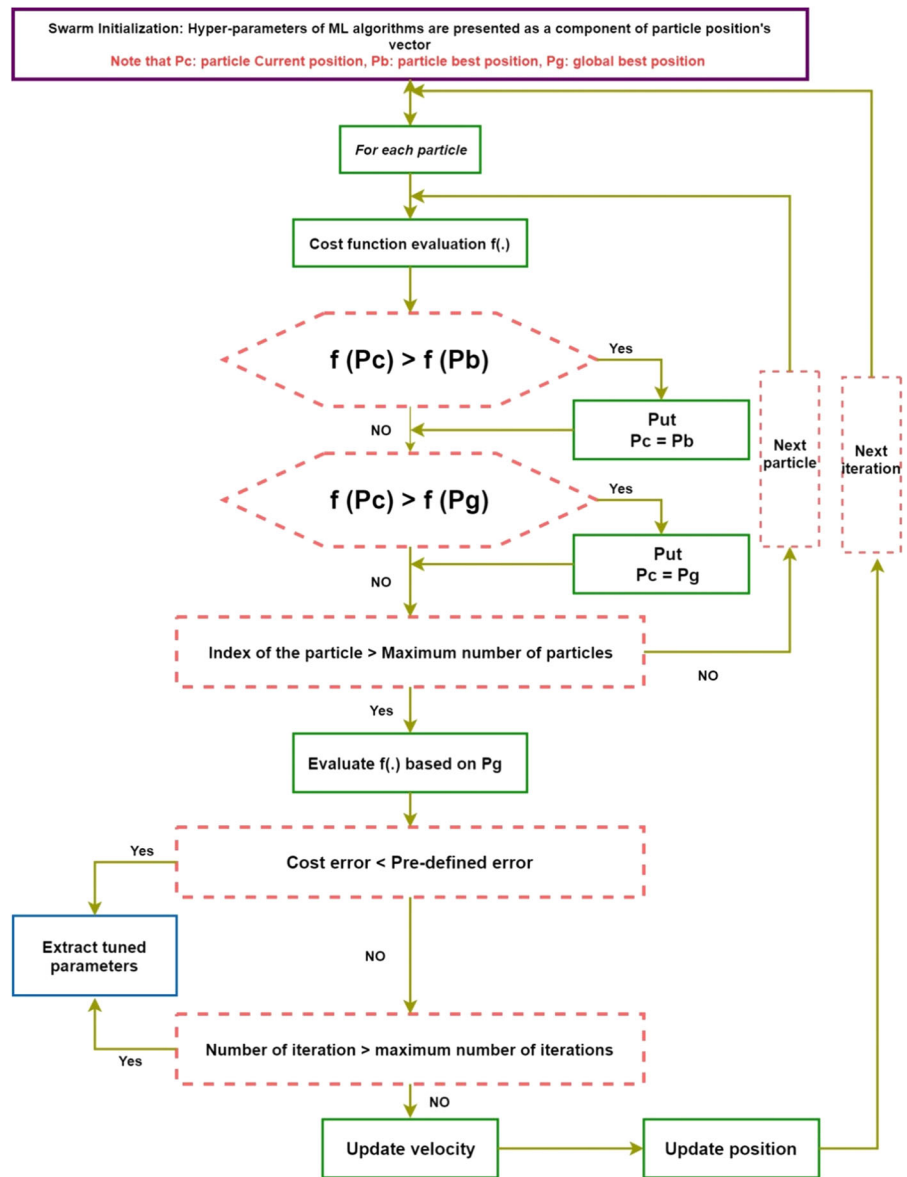 Swarm Initialization: Hyper-parameters of ML algorithms are presented as a component of particle position's
vector
Note that Pc: particle Current position, Pb: particle best position, Pg: global best position
For each particle
Cost function evaluation f(.)
f (Pc) > f (Pb)
Yes
Put
Pc = Pb
NO
f (Pc) > f (Pg)
Yes
Put
Pc = Pg
NO
Next
particle
Next
iteration
Index of the particle > Maximum number of particles
NO
Yes
Evaluate f(.) based on Pg
Cost error < Pre-defined error
Yes
Extract tuned
parameters
NO
Number of iteration > maximum number of iterations
Yes
NO
Update velocity
Update position